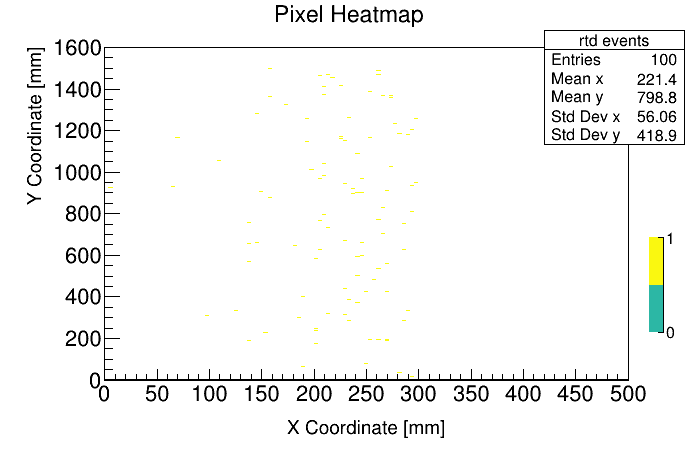 Pixel Heatmap
rtd events
Entries 100
Mean x 221.4
Mean y 798.8
Std Dev x 56.06
Std Dev y 418.9
Y Coordinate [mm]
1600
1400
1200
1000
800
600
400
200
0
0 50 100 150 200 250 300 350 400 450 500
X Coordinate [mm]
1
0